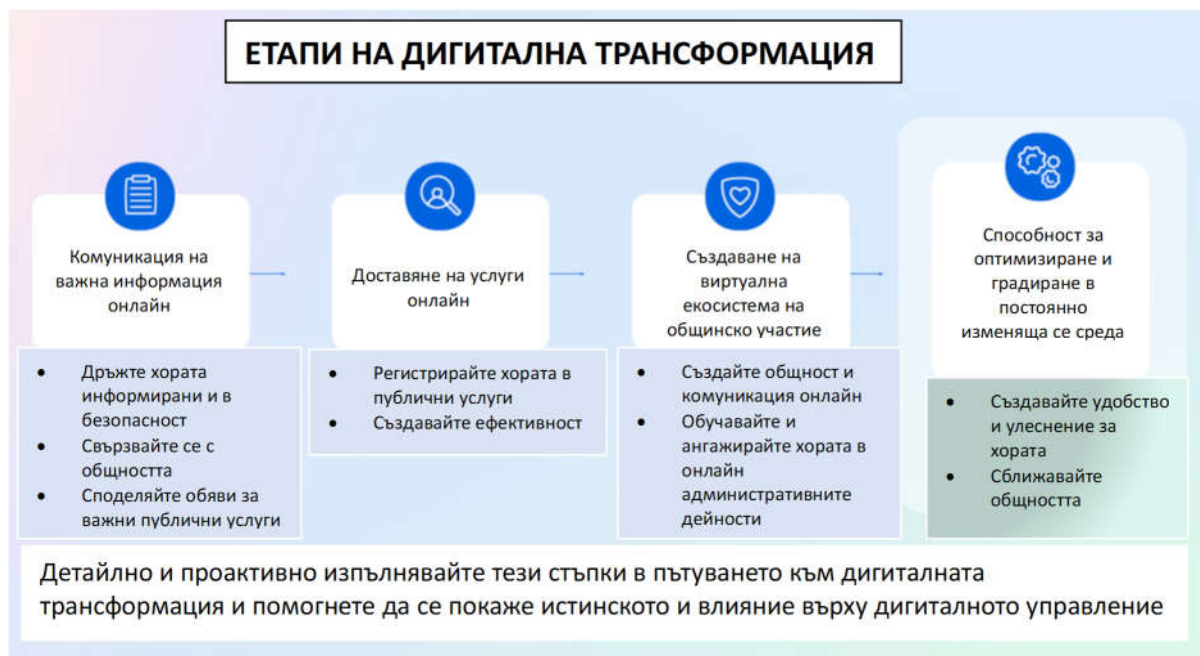 ЕТАПИ НА ДИГИТАЛНА ТРАНСФОРМАЦИЯ
Комуникация на
важна информация
онлайн
• Дръжте хората
информирани и в
безопасност
• Свързвайте се с
общността
• Споделяйте обяви за
важни публични услуги
Доставяне на услуги
онлайн
• Регистрирайте хората в
публични услуги
• Създавайте ефективност
Създаване на
виртуална
екосистема на
общинско участие
• Създайте общност и
комуникация онлайн
• Обучавайте и
ангажирайте хората в
онлайн
административните
дейности
Способност за
оптимизиране и
градиране в
постоянно
изменяща се среда
• Създавайте удобство
и улеснение за
хората
• Сближавайте
общността
Детайлно и проактивно изпълнявайте тези стъпки в пътуването към дигиталната
трансформация и помогнете да се покаже истинското и влияние върху дигиталното управление